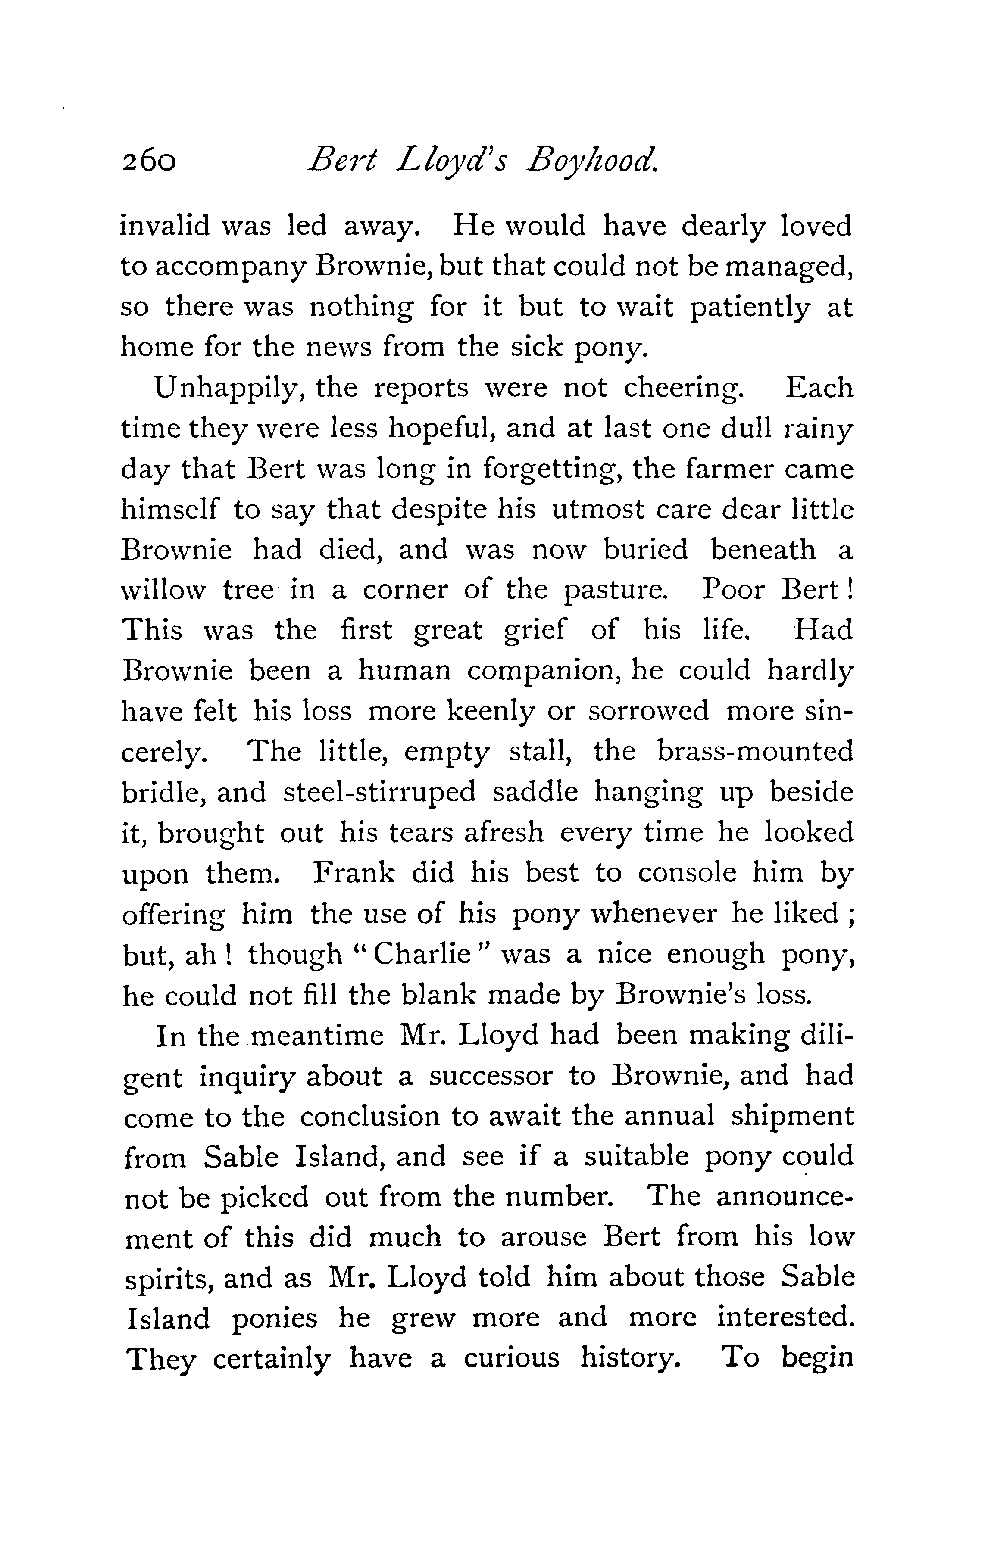 260 Bert Lloyd's Boyhood.
invalid was led away. He would have dearly loved
to accompany Brownie, but that could not be managed,
so there was nothing for it but to wait patiently at
home for the news from the sick pony.
Unhappily, the reports were not cheering. Each
time they were less hopeful, and at last one dull rainy
day that Bert was long in forgetting, the farmer came
himself to say that despite his utmost care dear little
Brownie had died, and was now buried beneath a
willow tree in a corner of the pasture. Poor Bert !
This was the first great grief of his life. Had
Brownie been a human companion, he could hardly
have felt his loss more keenly or sorrowed more sin-
cerely. The little, empty stall, the brass-mounted
bridle, and steel-stirruped saddle hanging up beside
it, brought out his tears afresh every time he looked
upon them. Frank did his best to console him by
offering him the use of his pony whenever he liked ;
but, ah ! though " Charlie " was a nice enough pony,
he could not fill the blank made by Brownie's loss.
In the meantime Mr. Lloyd had been making dili-
gent inquiry about a successor to Brownie, and had
come to the conclusion to await the annual shipment
from Sable Island, and see if a suitable pony could
not be picked out from the number. The announce-
ment of this did much to arouse Bert from his low
spirits, and as Mr. Lloyd told him about those Sable
Island ponies he grew more and more interested.
They certainly have a curious history. To begin